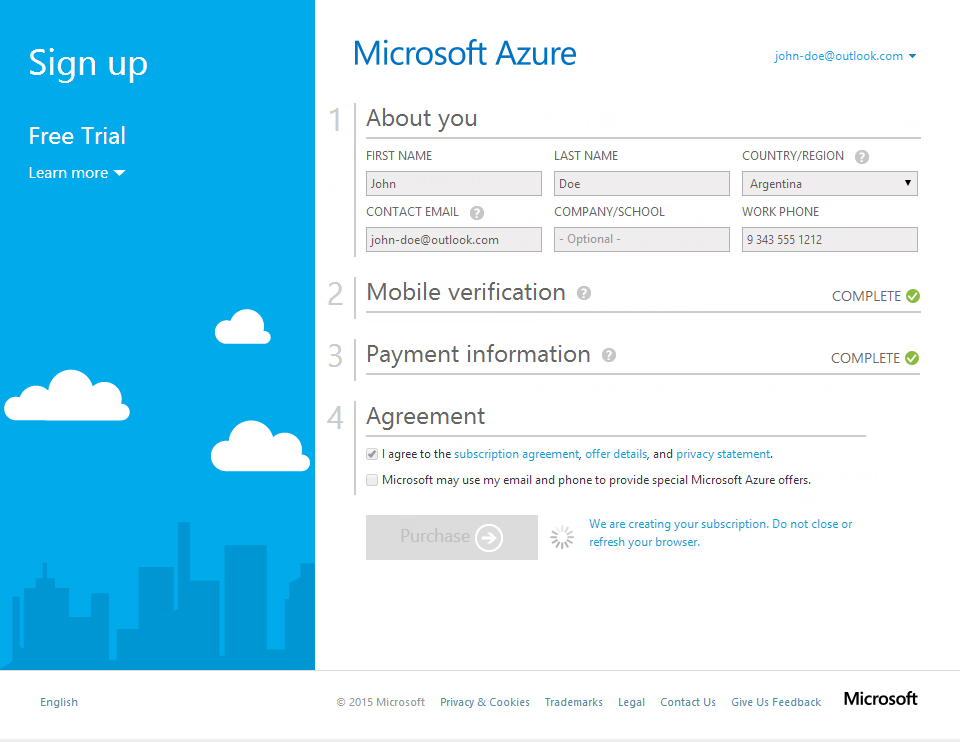 Sign up
Free Trial
Learn more
Microsoft Azure
john-doe@outlook.com
1 About you
FIRST NAME LAST NAME COUNTRY/REGION ?
John Doe Argentina
CONTACT EMAIL ? COMPANY/SCHOOL WORK PHONE
john-doe@outlook.com - Optional - 9 343 555 1212
2 Mobile verification ? COMPLETE
3 Payment information ? COMPLETE
4 Agreement
I agree to the subscription agreement, offer details, and privacy statement.
Microsoft may use my email and phone to provide special Microsoft Azure offers.
Purchase
We are creating your subscription. Do not close or
refresh your browser.
English © 2015 Microsoft Privacy & Cookies Trademarks Legal Contact Us Give Us Feedback Microsoft